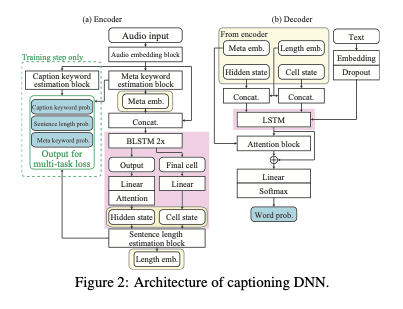 (a) Encoder
Audio input
Audio embedding block
Training step only
Caption keyword
estimation block
Meta keyword
estimation block
Caption keyword prob.
Sentence length prob.
Meta keyword prob.
Output for
multi-task loss
Meta emb.
Concat.
BLSTM 2x
Output
Final cell
Linear
Linear
Attention
Hidden state
Cell state
Sentence length
estimation block
Length emb.
(b) Decoder
From encoder
Meta emb.
Length emb.
Hidden state
Cell state
Text
Embedding
Dropout
Concat.
Concat.
LSTM
Attention block
Linear
Softmax
Word prob.
Figure 2: Architecture of captioning DNN.